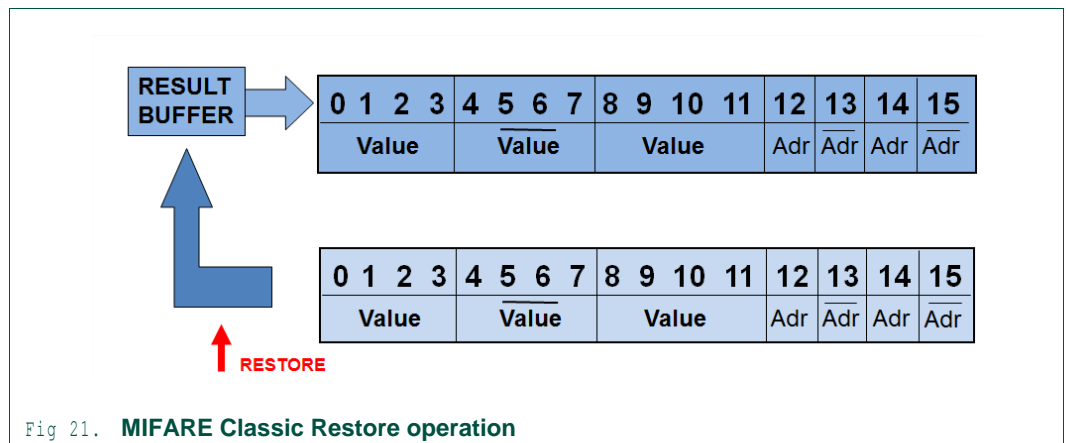 RESULT
BUFFER
0 1 2 3 4 5 6 7 8 9 10 11 12 13 14 15
Value Value Value Adr Adr Adr Adr
0 1 2 3 4 5 6 7 8 9 10 11 12 13 14 15
Value Value Value Adr Adr Adr Adr
RESTORE
Fig 21. MIFARE Classic Restore operation